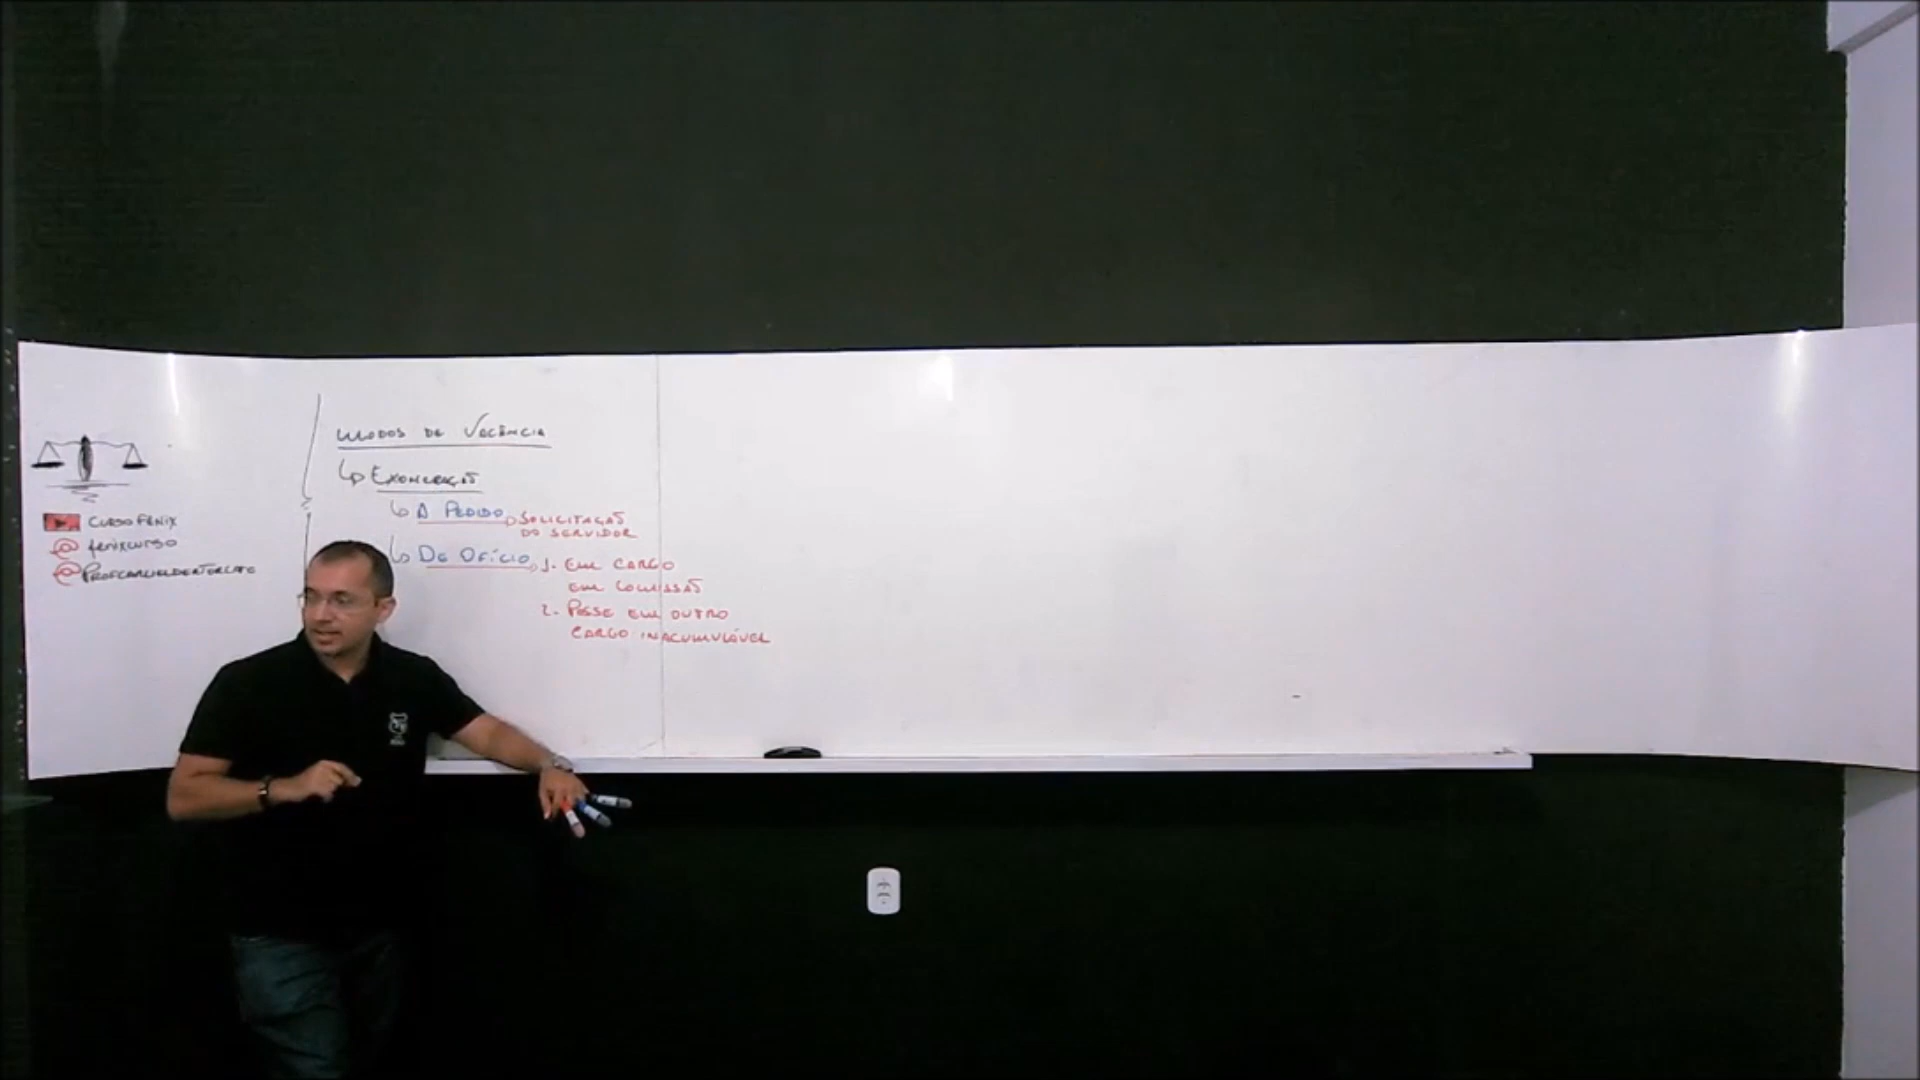 MODOS DE VACÂNCIA
↳ EXONERAÇÃO
↳ A PEDIDO → SOLICITAÇÃO
DO SERVIDOR
↳ DE OFÍCIO → 1. EM CARGO
EM COMISSÃO
2. POSSE EM OUTRO
CARGO INACUMULÁVEL
CURSO FÊNIX
@fenixcurso